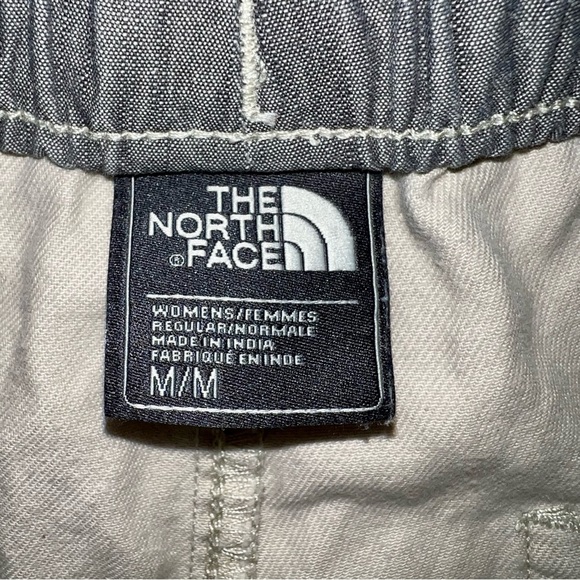 THE
NORTH
® FACE
WOMENS/FEMMES
REGULAR/NORMALE
MADE IN INDIA
FABRIQUÉ EN INDE
M/M